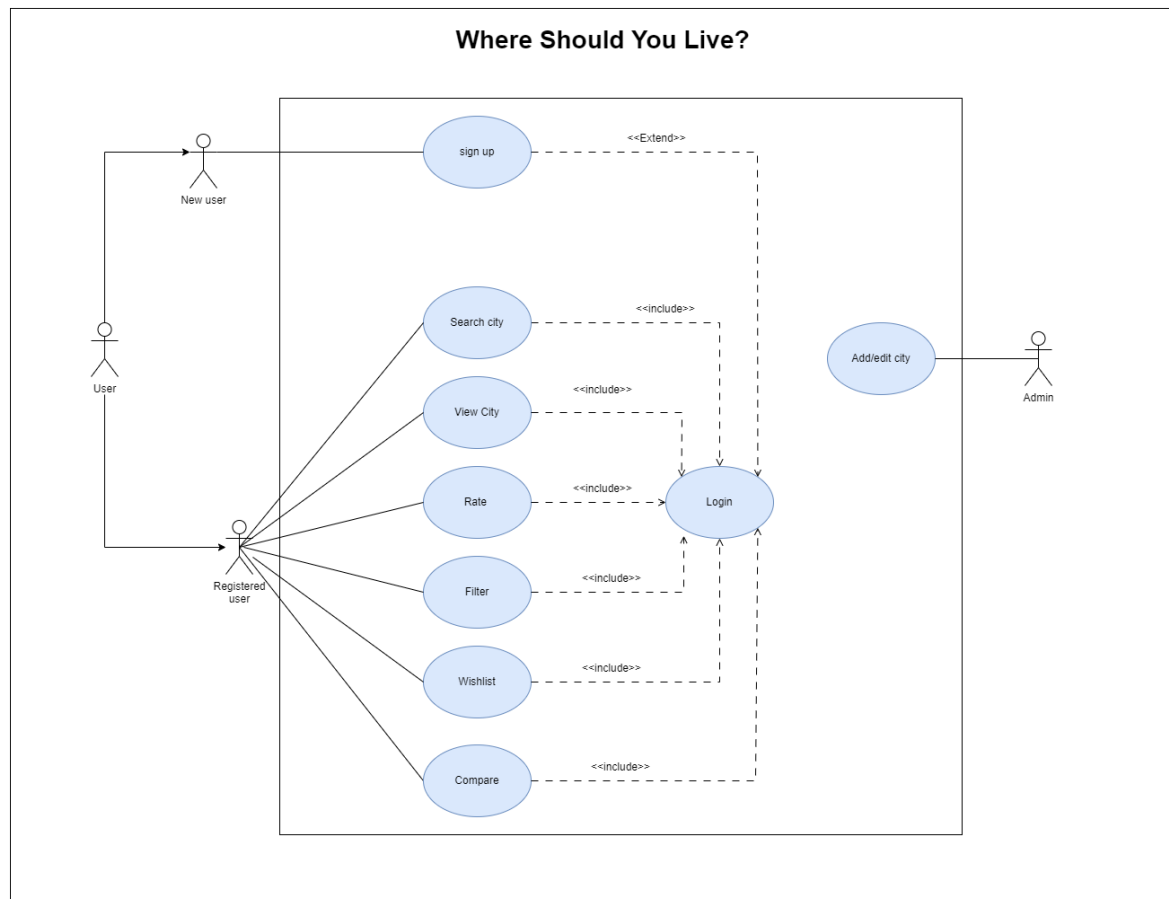 Where Should You Live?
sign up
<<Extend>>
New user
Search city
<<include>>
User
Add/edit city
Admin
View City
<<include>>
Rate
<<include>>
Login
Registered
user
Filter
<<include>>
Wishlist
<<include>>
Compare
<<include>>